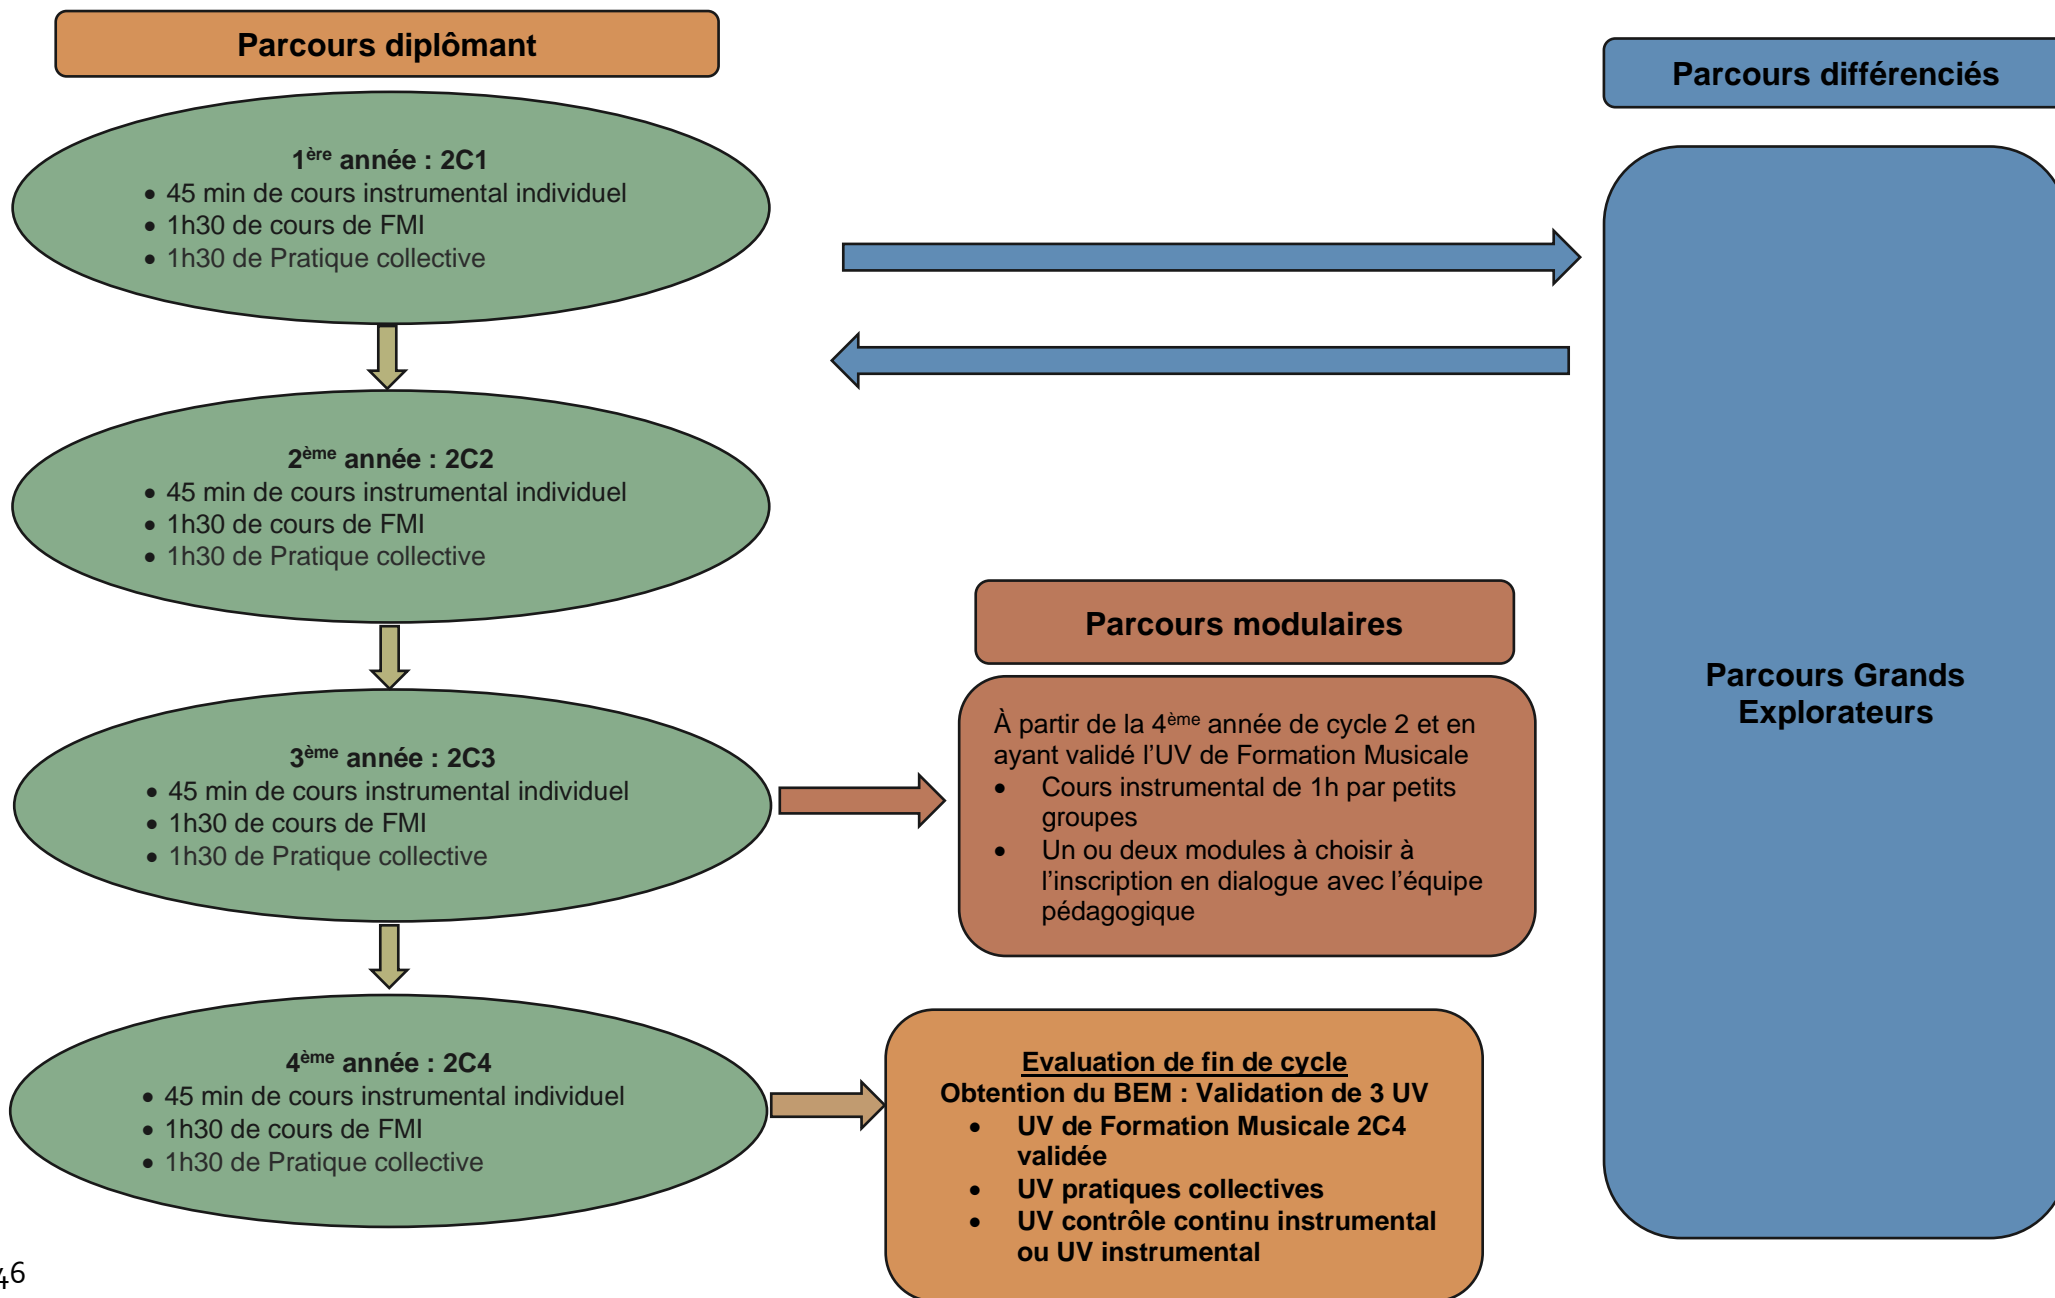 Parcours diplômant
1ère année : 2C1
• 45 min de cours instrumental individuel
• 1h30 de cours de FMI
• 1h30 de Pratique collective
2ème année : 2C2
• 45 min de cours instrumental individuel
• 1h30 de cours de FMI
• 1h30 de Pratique collective
3ème année : 2C3
• 45 min de cours instrumental individuel
• 1h30 de cours de FMI
• 1h30 de Pratique collective
4ème année : 2C4
• 45 min de cours instrumental individuel
• 1h30 de cours de FMI
• 1h30 de Pratique collective
Parcours modulaires
À partir de la 4ème année de cycle 2 et en
ayant validé l’UV de Formation Musicale
• Cours instrumental de 1h par petits
groupes
• Un ou deux modules à choisir à
l’inscription en dialogue avec l’équipe
pédagogique
Evaluation de fin de cycle
Obtention du BEM : Validation de 3 UV
• UV de Formation Musicale 2C4
validée
• UV pratiques collectives
• UV contrôle continu instrumental
ou UV instrumental
Parcours différenciés
Parcours Grands
Explorateurs
46